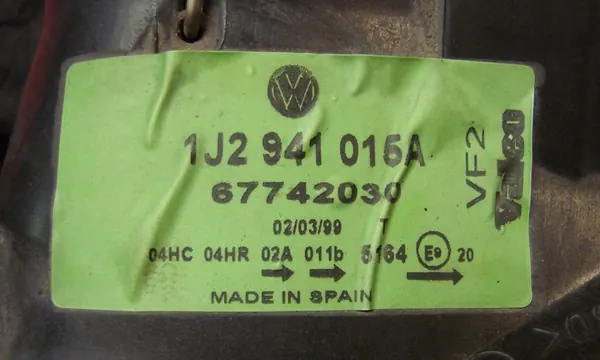 1J2 941 015A
67742030
02/03/99 T
04HC 04HR 02A 011b 5164 E9 20
MADE IN SPAIN
VF2
Valeo